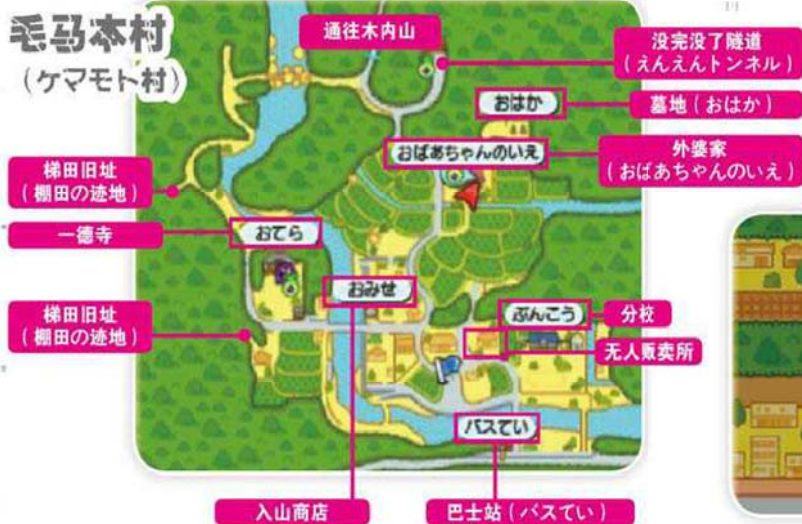 毛马本村
(ケマモト村)
通往木内山
没完没了隧道
(えんえんトンネル)
おはか
墓地(おはか)
おばあちゃんのいえ
外婆家
(おばあちゃんのいえ)
梯田旧址
(棚田の迹地)
一德寺
おてら
おみせ
梯田旧址
(棚田の迹地)
ぶんこう
分校
无人贩卖所
バスてい
入山商店
巴士站(バスてい)